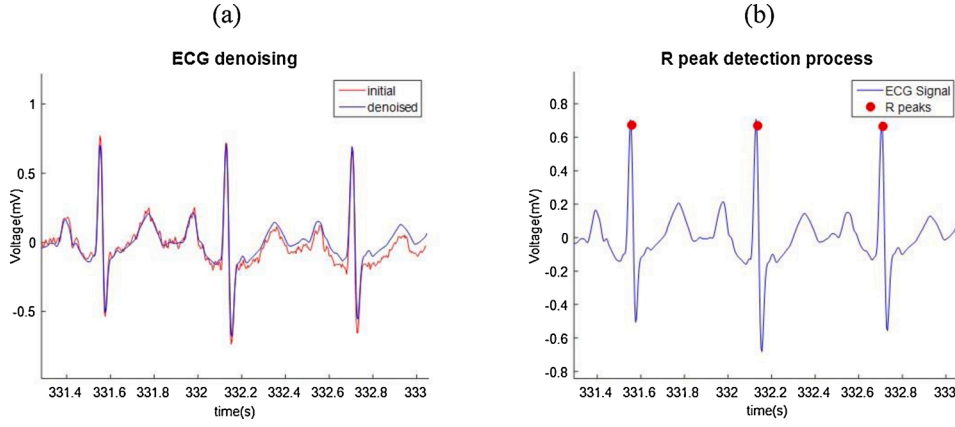 (a)
ECG denoising
initial
denoised
1
0.5
0
-0.5
Voltage(mV)
331.4 331.6 331.8 332 332.2 332.4 332.6 332.8 333
time(s)
(b)
R peak detection process
ECG Signal
R peaks
0.8
0.6
0.4
0.2
0
-0.2
-0.4
-0.6
-0.8
Voltage(mV)
331.4 331.6 331.8 332 332.2 332.4 332.6 332.8 333
time(s)